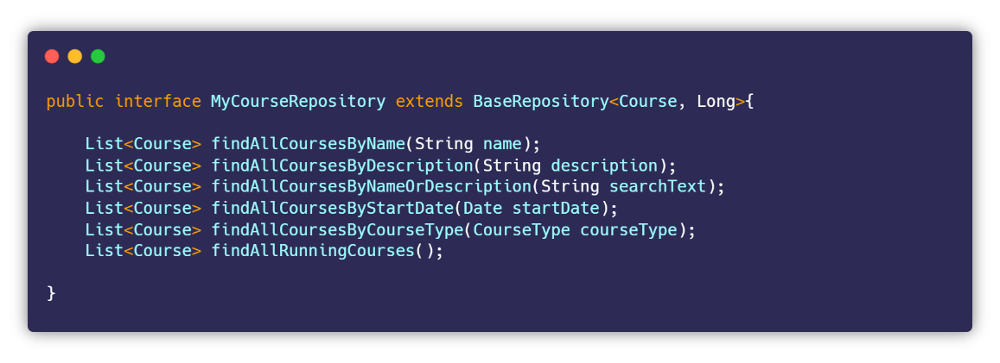 public interface MyCourseRepository extends BaseRepository<Course, Long>{
List<Course> findAllCoursesByName(String name);
List<Course> findAllCoursesByDescription(String description);
List<Course> findAllCoursesByNameOrDescription(String searchText);
List<Course> findAllCoursesByStartDate(Date startDate);
List<Course> findAllCoursesByCourseType(CourseType courseType);
List<Course> findAllRunningCourses();
}